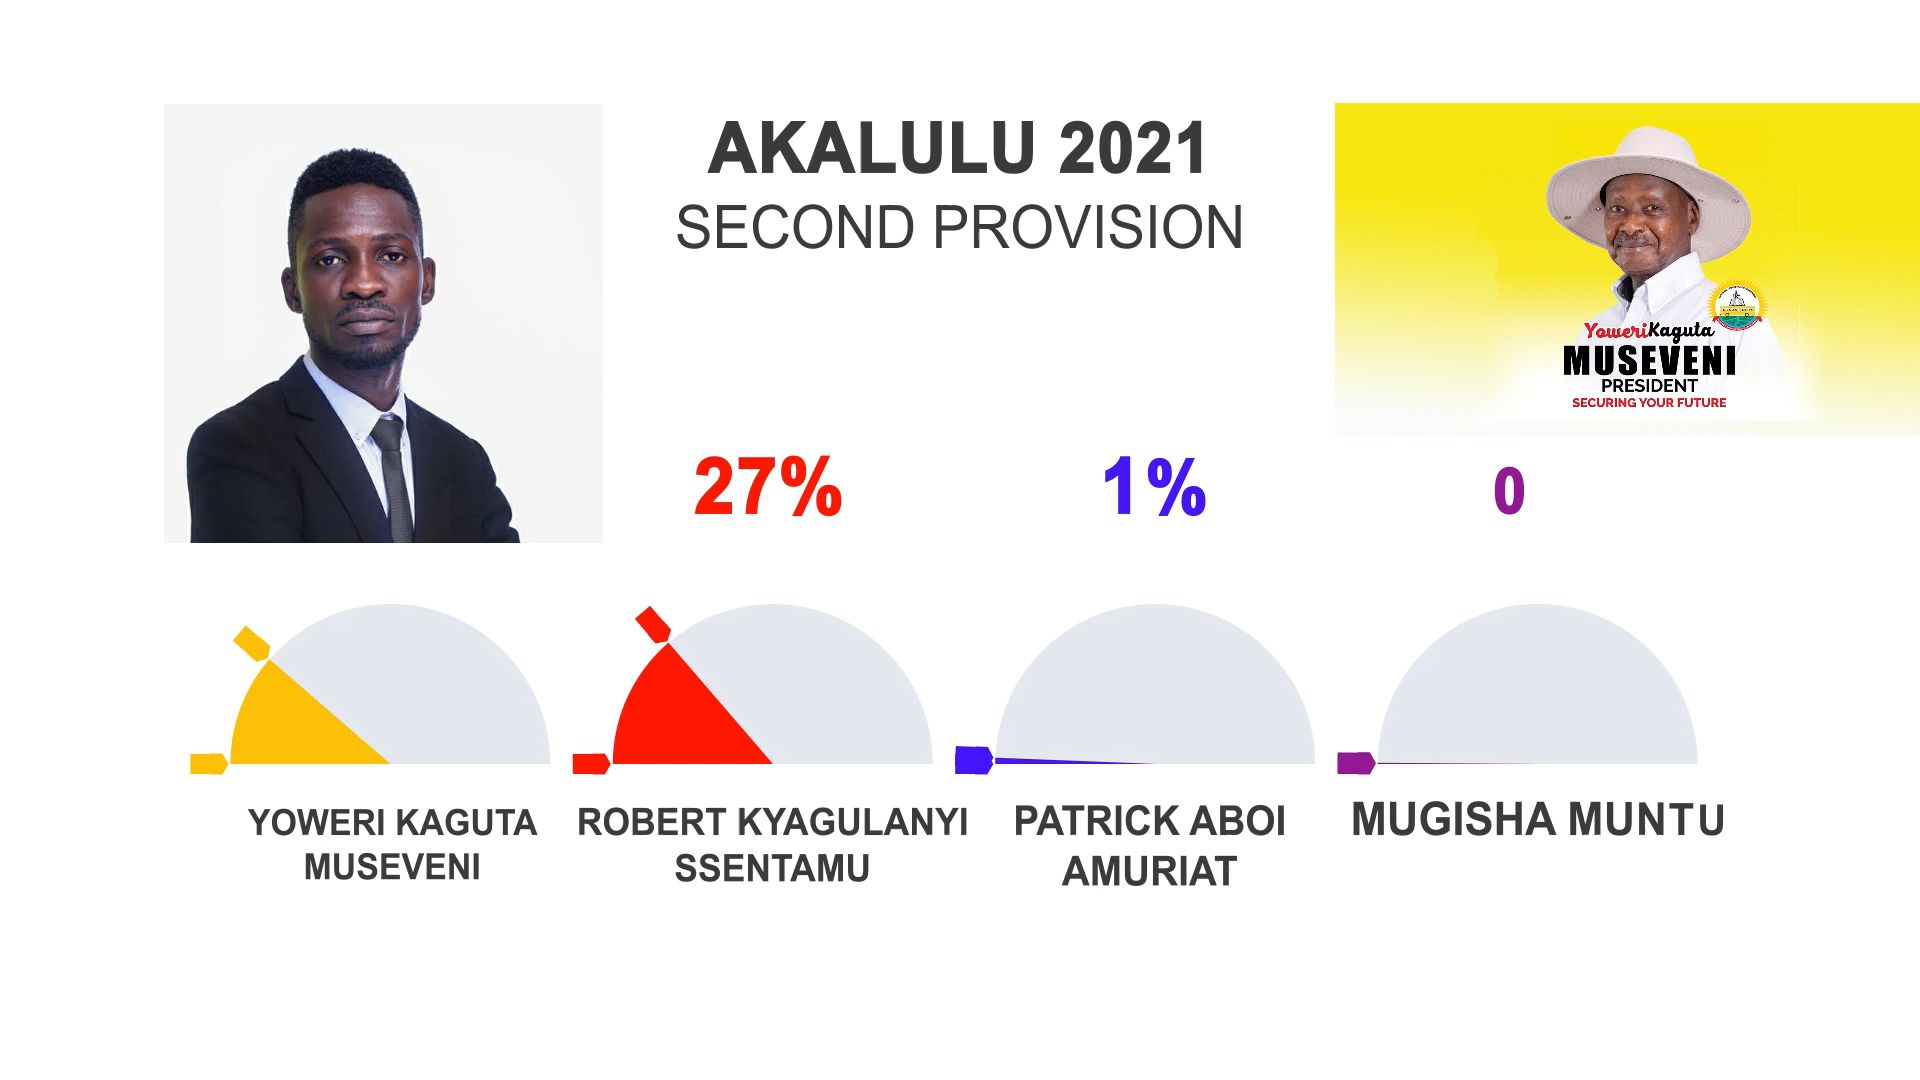 AKALULU 2021
SECOND PROVISION
YoweriKaguta
MUSEVENI
PRESIDENT
SECURING YOUR FUTURE
27%
1%
0
YOWERI KAGUTA
MUSEVENI
ROBERT KYAGULANYI
SSENTAMU
PATRICK ABOI
AMURIAT
MUGISHA MUNTU